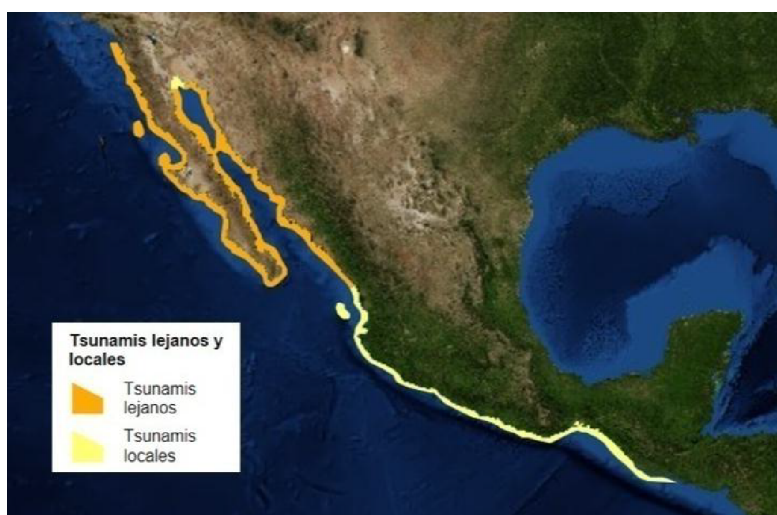 Tsunamis lejanos y
locales
Tsunamis
lejanos
Tsunamis
locales